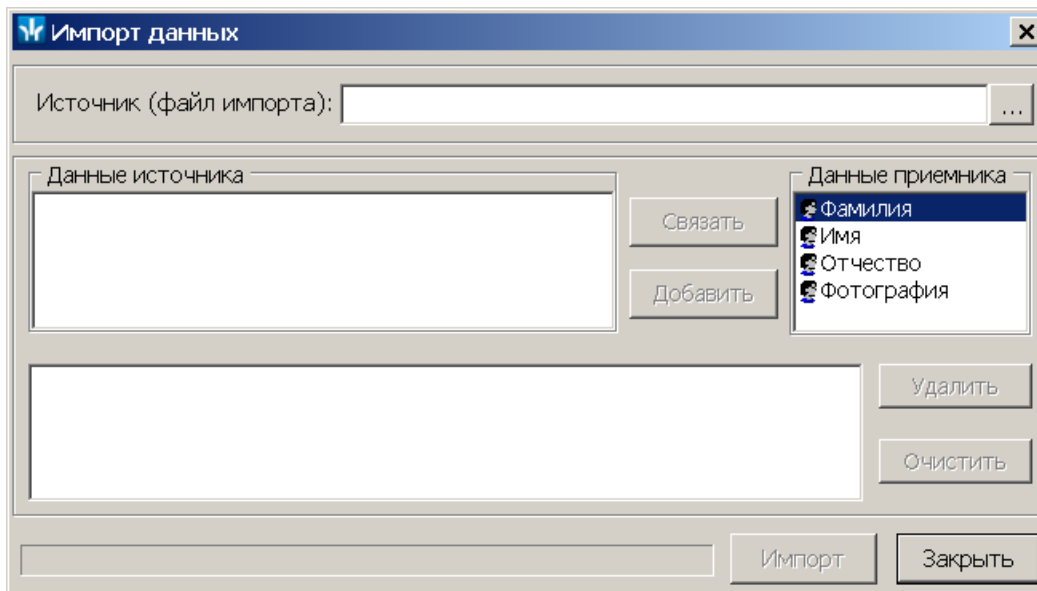 Импорт данных
Источник (файл импорта):
...
Данные источника
Данные приемника
Связать
Добавить
Фамилия
Имя
Отчество
Фотография
Удалить
Очистить
Импорт
Закрыть